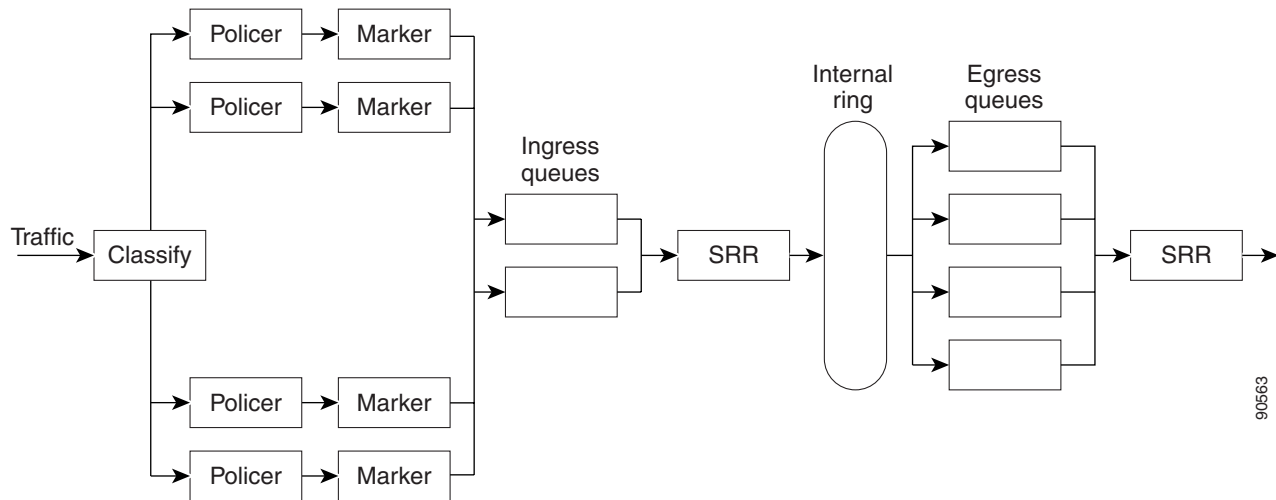 Policer
Marker
Policer
Marker
Internal
ring
Egress
queues
Ingress
queues
Traffic
Classify
SRR
SRR
Policer
Marker
Policer
Marker
90563